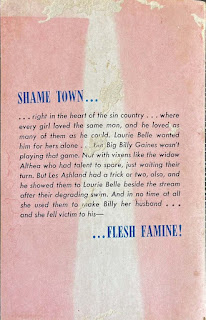 SHAME TOWN...
. . . right in the heart of the sin country . . . where
every girl loved the same man, and he loved as
many of them as he could. Laurie Belle wanted
him for hers alone . . . but Big Billy Gaines wasn't
playing that game. Not with vixens like the widow
Althea who had talent to spare, just waiting their
turn. But Les Ashland had a trick or two, also, and
he showed them to Laurie Belle beside the stream
after their degrading swim. And in no time at all
she used them to make Billy her husband . . .
and she fell victim to his—
...FLESH FAMINE!